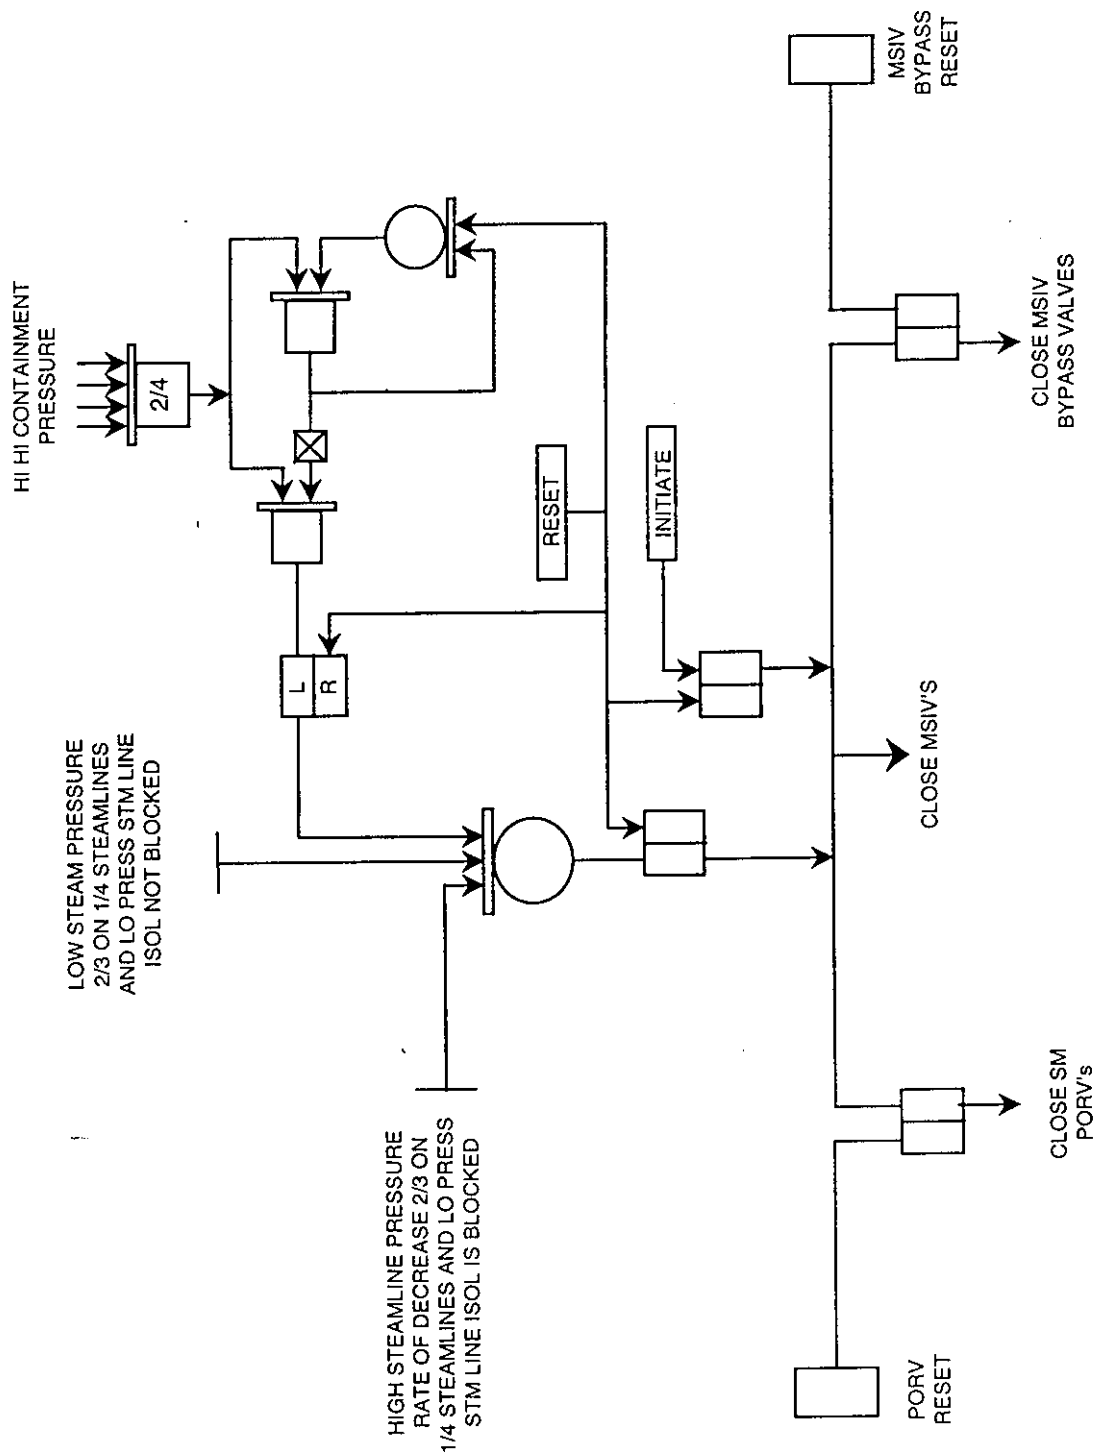 HI HI CONTAINMENT
PRESSURE
2/4
LOW STEAM PRESSURE
2/3 ON 1/4 STEAMLINES
AND LO PRESS STM LINE
ISOL NOT BLOCKED
HIGH STEAMLINE PRESSURE
RATE OF DECREASE 2/3 ON
1/4 STEAMLINES AND LO PRESS
STM LINE ISOL IS BLOCKED
L
R
RESET
INITIATE
PORV
RESET
MSIV
BYPASS
RESET
CLOSE SM
PORV's
CLOSE MSIV'S
CLOSE MSIV
BYPASS VALVES